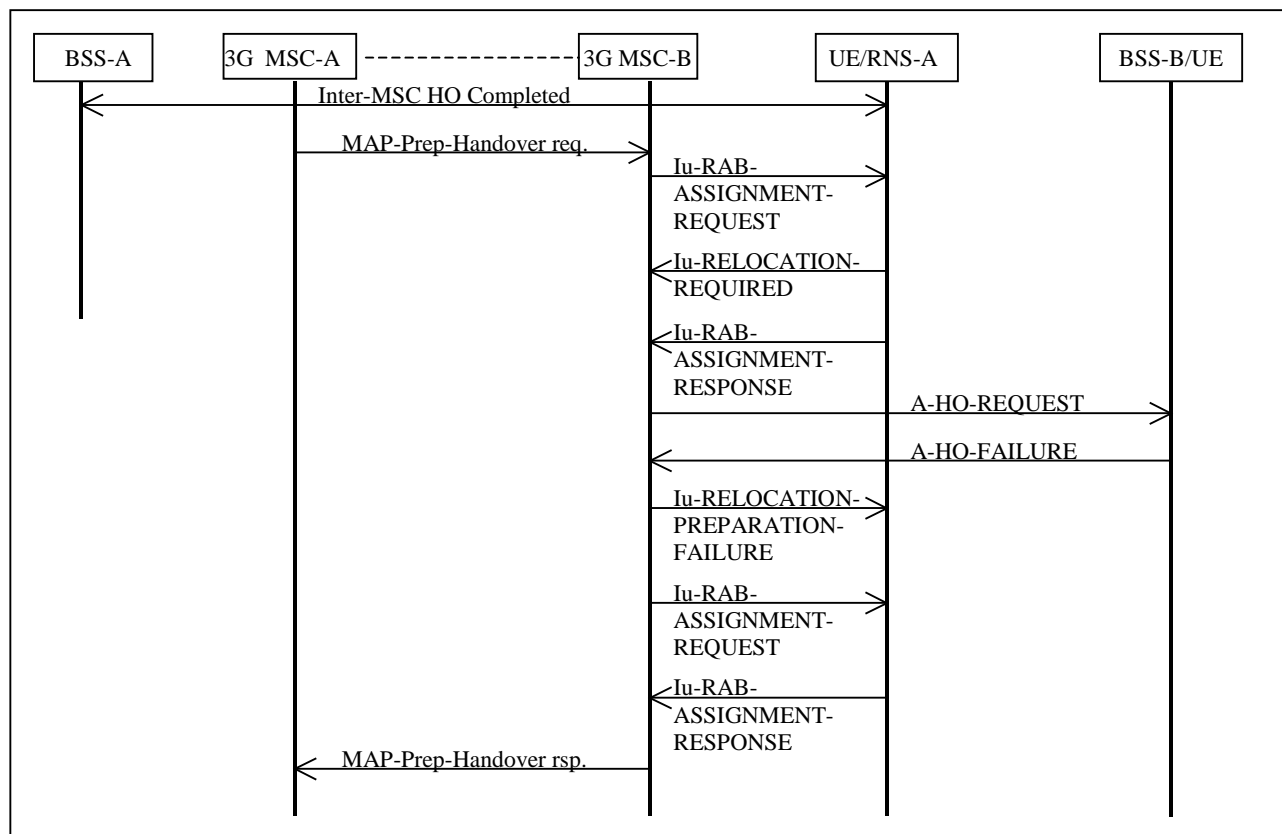 BSS-A
3G MSC-A
3G MSC-B
UE/RNS-A
BSS-B/UE
Inter-MSC HO Completed
MAP-Prep-Handover req.
Iu-RAB-
ASSIGNMENT-
REQUEST
Iu-RELOCATION-
REQUIRED
Iu-RAB-
ASSIGNMENT-
RESPONSE
A-HO-REQUEST
A-HO-FAILURE
Iu-RELOCATION-
PREPARATION-
FAILURE
Iu-RAB-
ASSIGNMENT-
REQUEST
Iu-RAB-
ASSIGNMENT-
RESPONSE
MAP-Prep-Handover rsp.